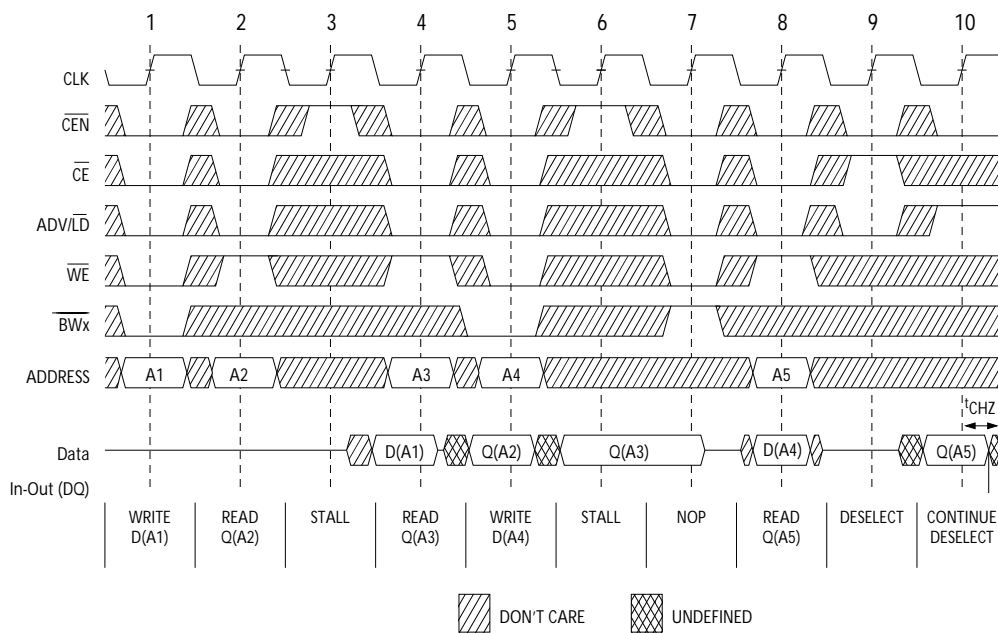 1 2 3 4 5 6 7 8 9 10
CLK
CEN
CE
ADV/LD
WE
BWx
ADDRESS A1 A2 A3 A4 A5
tCHZ
Data D(A1) Q(A2) Q(A3) D(A4) Q(A5)
In-Out (DQ)
WRITE READ STALL READ WRITE STALL NOP READ DESELECT CONTINUE
D(A1) Q(A2) Q(A3) D(A4) Q(A5) DESELECT
DON'T CARE UNDEFINED